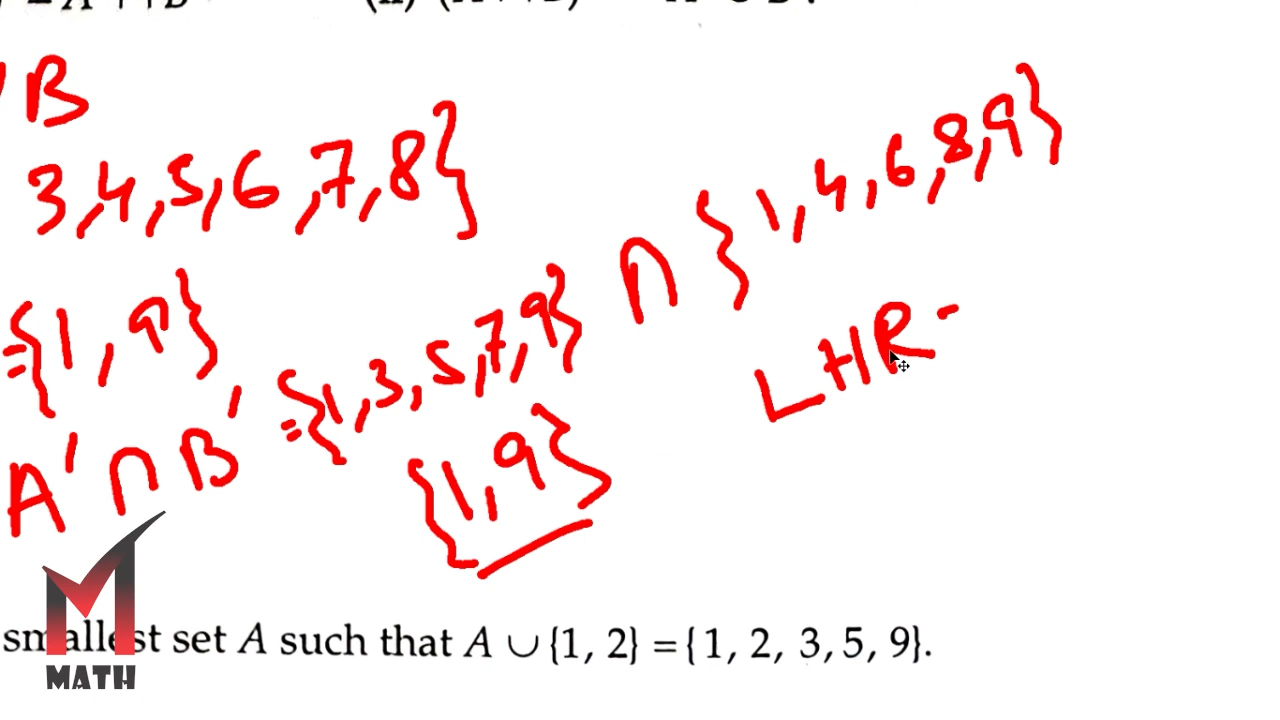 B
3,4,5,6,7,8}
∩ {1,4,6,8,9}
={1,9}
={1,3,5,7,9}
LHR-
A' ∩ B'
{1,9}
smallest set A such that A ∪ {1, 2} = {1, 2, 3, 5, 9}.
MATH